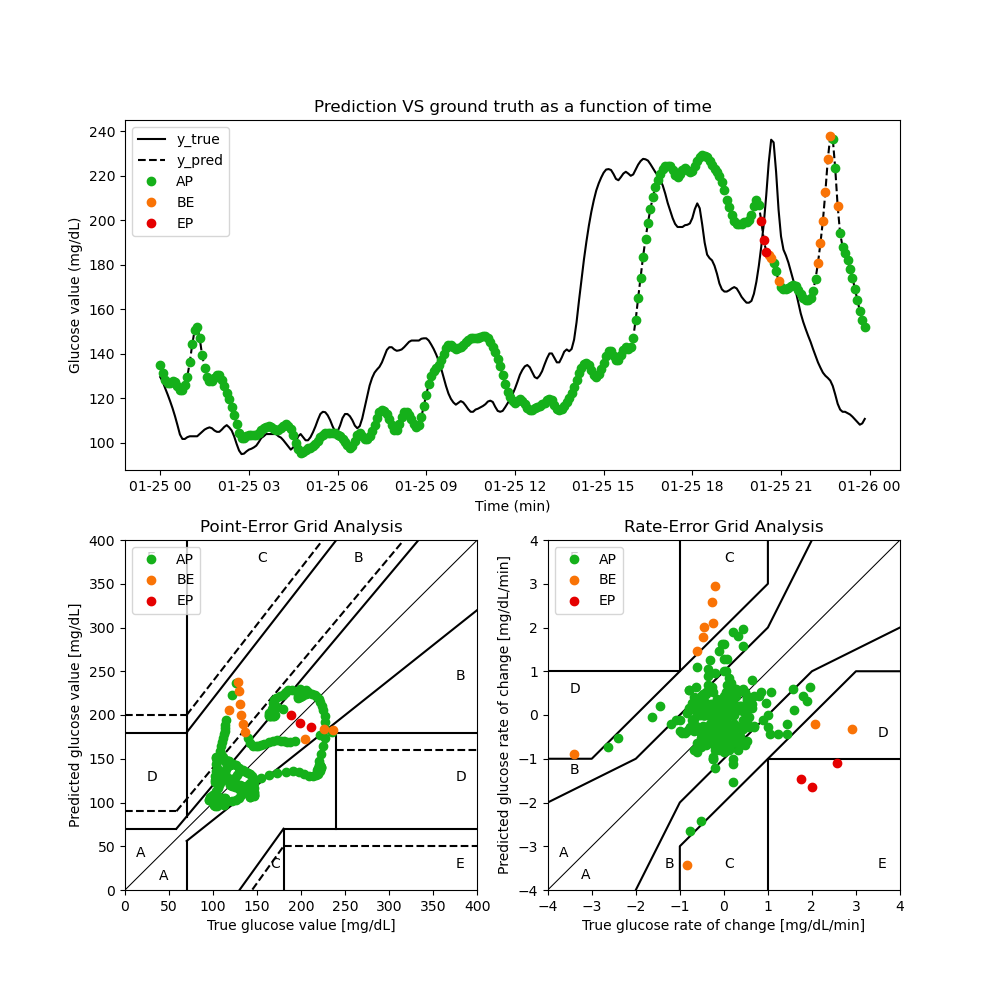 Prediction VS ground truth as a function of time
Glucose value (mg/dL)
240
220
200
180
160
140
120
100
y_true
y_pred
AP
BE
EP
01-25 00 01-25 03 01-25 06 01-25 09 01-25 12 01-25 15 01-25 18 01-25 21 01-26 00
Time (min)
Point-Error Grid Analysis
Predicted glucose value [mg/dL]
400
350
300
250
200
150
100
50
0
AP
BE
EP
C
B
B
D
D
A
A
C
E
0 50 100 150 200 250 300 350 400
True glucose value [mg/dL]
Rate-Error Grid Analysis
Predicted glucose rate of change [mg/dL/min]
4
3
2
1
0
−1
−2
−3
−4
AP
BE
EP
C
D
D
B
A
A
B
C
E
−4 −3 −2 −1 0 1 2 3 4
True glucose rate of change [mg/dL/min]